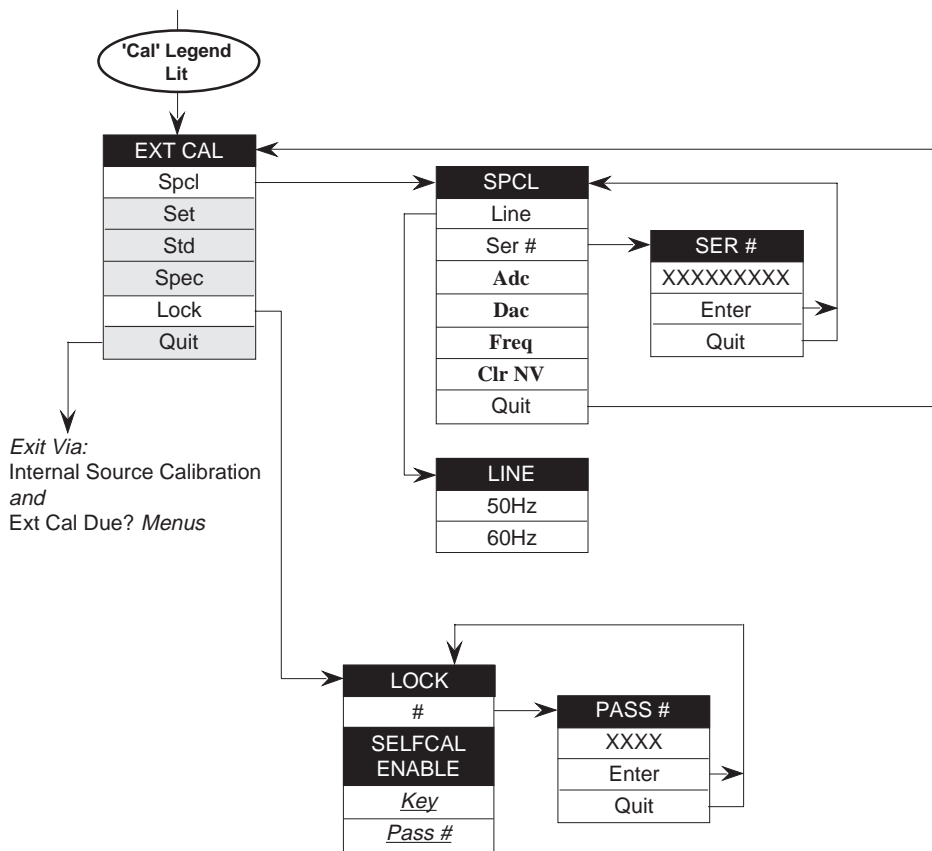 'Cal' Legend
Lit
EXT CAL
Spcl
Set
Std
Spec
Lock
Quit
Exit Via:
Internal Source Calibration
and
Ext Cal Due? Menus
SPCL
Line
Ser #
Adc
Dac
Freq
Clr NV
Quit
SER #
XXXXXXXXX
Enter
Quit
LINE
50Hz
60Hz
LOCK
#
SELFCAL
ENABLE
Key
Pass #
PASS #
XXXX
Enter
Quit